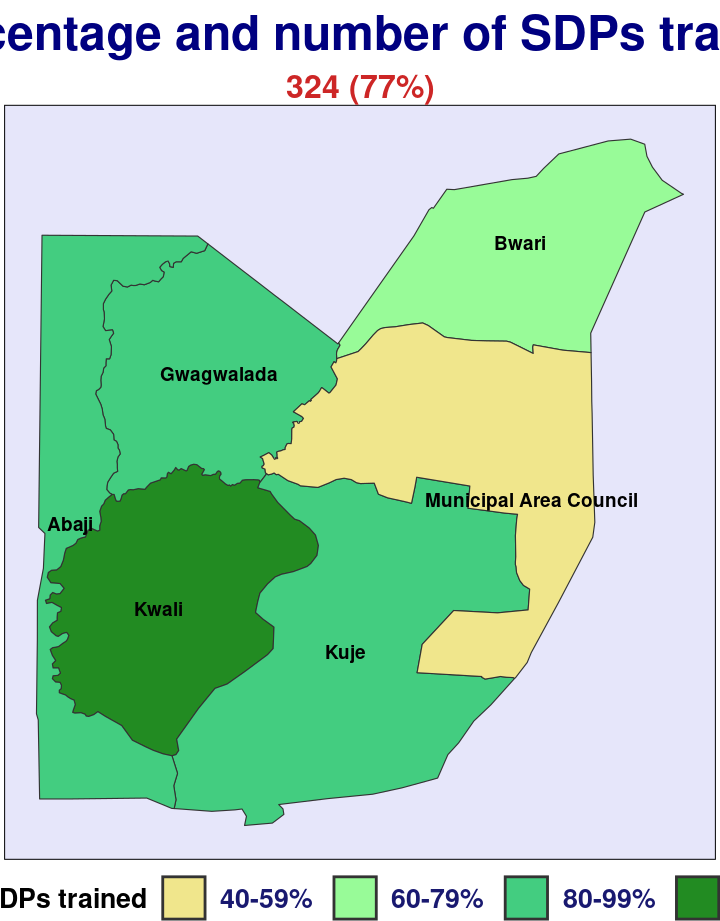 centage and number of SDPs tra
324 (77%)
Bwari
Gwagwalada
Municipal Area Council
Abaji
Kwali
Kuje
DPs trained 40-59% 60-79% 80-99%